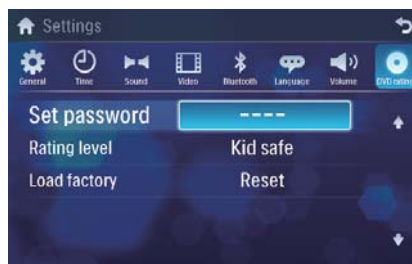 Settings
General Time Sound Video Bluetooth Language Volume DVD rating
Set password ----
Rating level Kid safe
Load factory Reset